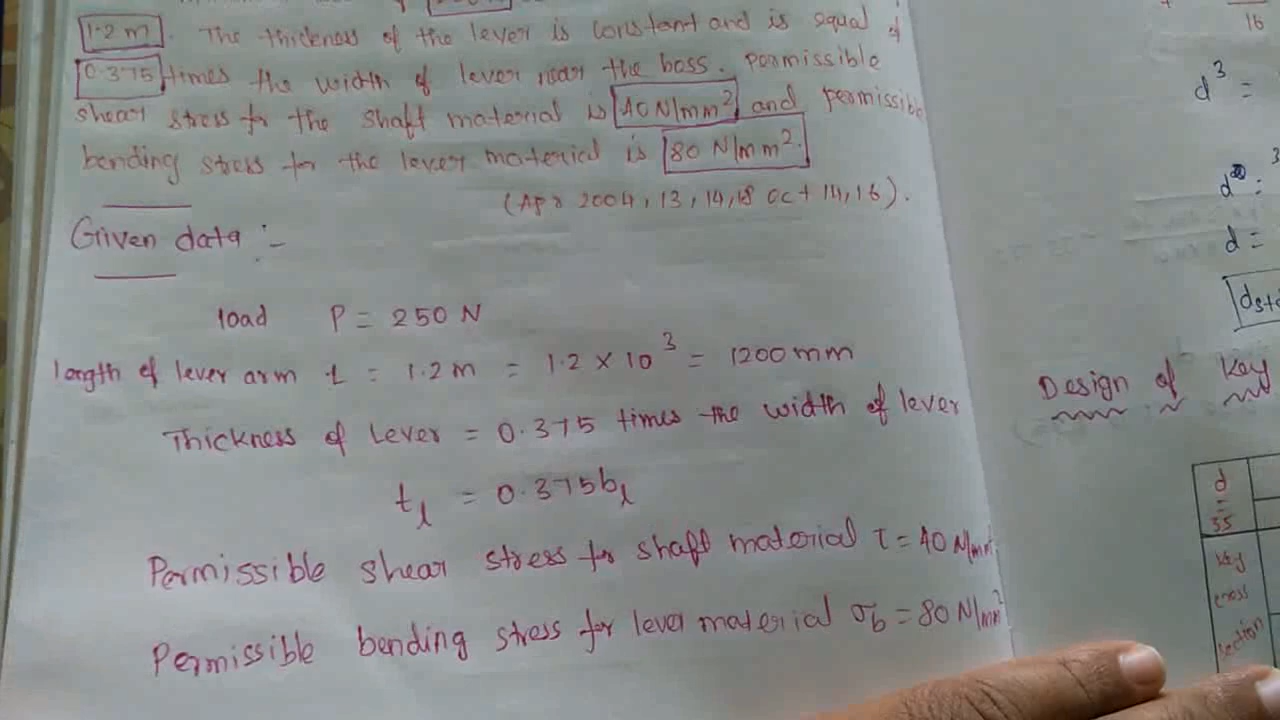 1.2 m. The thickness of the lever is constant and is equal of
0.375 times the width of lever near the boss. permissible
shear stress for the shaft material is 40 N/mm² and permissible
bending stress for the lever material is 80 N/mm².
(Apr 2004, 13, 14, 18 Oct 14, 16).
Given data :-
load P = 250 N
length of lever arm L = 1.2 m = 1.2 × 10³ = 1200 mm
Thickness of Lever = 0.375 times the width of lever
t_l = 0.375 b_l
Permissible shear stress for shaft material τ = 40 N/mm²
Permissible bending stress for lever material σ_b = 80 N/mm²
16
d³ =
d =
Design of Key
d
=
35
key
cross
section